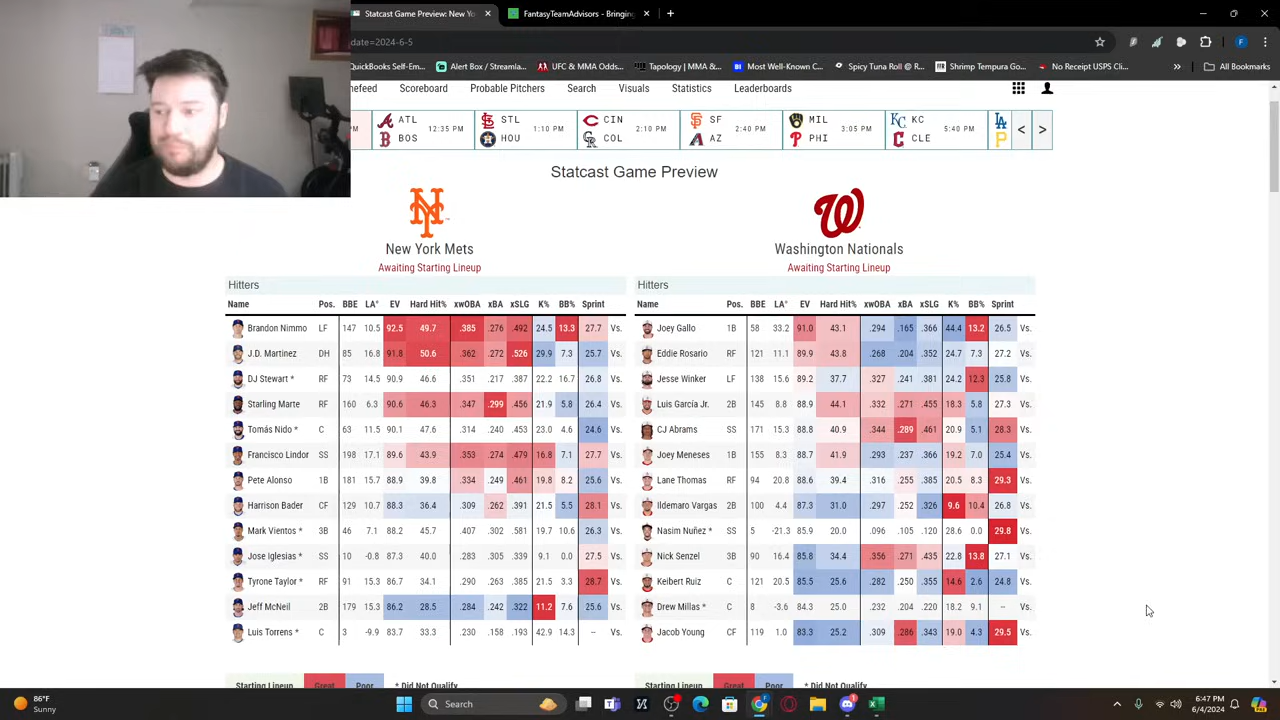 Statcast Game Preview: New Yo
FantasyTeamAdvisors - Bringin
date=2024-6-5
QuickBooks Self-Em...
Alert Box / Streamla...
UFC & MMA Odds...
Tapology | MMA &...
Most Well-Known C...
Spicy Tuna Roll @ R...
Shrimp Tempura Go...
No Receipt USPS Cli...
All Bookmarks
Scoreboard Probable Pitchers Search Visuals Statistics Leaderboards
ATL BOS 12:35 PM
STL HOU 1:10 PM
CIN COL 2:10 PM
SF AZ 2:40 PM
MIL PHI 3:05 PM
KC CLE 5:40 PM
Statcast Game Preview
New York Mets
Awaiting Starting Lineup
Hitters
Name Pos. BBE LA° EV Hard Hit% xwOBA xBA xSLG K% BB% Sprint
Brandon Nimmo LF 147 10.5 92.5 49.7 .385 .276 .492 24.5 13.3 27.7 Vs.
J.D. Martinez DH 85 16.8 91.8 50.6 .362 .272 .526 29.9 7.3 25.7 Vs.
DJ Stewart * RF 73 14.5 90.9 46.6 .351 .217 .387 22.2 16.7 26.8 Vs.
Starling Marte RF 160 6.3 90.6 46.3 .347 .299 .456 21.9 5.8 26.4 Vs.
Tomás Nido * C 63 11.5 90.1 47.6 .314 .240 .453 23.0 4.6 24.6 Vs.
Francisco Lindor SS 198 17.1 89.6 43.9 .353 .274 .479 16.8 7.1 27.7 Vs.
Pete Alonso 1B 181 15.7 88.9 39.8 .334 .249 .461 19.8 8.2 25.6 Vs.
Harrison Bader CF 129 10.7 88.3 36.4 .309 .262 .391 21.5 5.5 28.1 Vs.
Mark Vientos * 3B 46 7.1 88.2 45.7 .407 .302 .581 19.7 10.6 26.3 Vs.
Jose Iglesias * SS 10 -0.8 87.3 40.0 .283 .305 .339 9.1 0.0 27.5 Vs.
Tyrone Taylor * RF 91 15.3 86.7 34.1 .290 .263 .385 21.5 3.3 28.7 Vs.
Jeff McNeil 2B 179 15.3 86.2 28.5 .284 .242 .322 11.2 7.6 25.6 Vs.
Luis Torrens * C 3 -9.9 83.7 33.3 .230 .158 .193 42.9 14.3 -- Vs.
Starting Lineup Great Poor * Did Not Qualify
Washington Nationals
Awaiting Starting Lineup
Hitters
Name Pos. BBE LA° EV Hard Hit% xwOBA xBA xSLG K% BB% Sprint
Joey Gallo 1B 58 33.2 91.0 43.1 .294 .165 .366 44.4 13.2 26.5 Vs.
Eddie Rosario RF 121 11.1 89.9 43.8 .268 .204 .352 24.7 7.3 27.2 Vs.
Jesse Winker LF 138 15.6 89.2 37.7 .327 .241 .381 24.2 12.3 25.8 Vs.
Luis García Jr. 2B 145 8.8 88.9 44.1 .332 .271 .455 18.3 5.8 27.3 Vs.
CJ Abrams SS 171 15.3 88.8 40.9 .344 .289 .461 20.9 5.1 28.3 Vs.
Joey Meneses 1B 155 8.3 88.7 41.9 .293 .237 .366 19.2 7.0 25.4 Vs.
Lane Thomas RF 94 20.8 88.6 39.4 .316 .255 .385 20.5 8.3 29.3 Vs.
Ildemaro Vargas 2B 100 4.4 87.3 31.0 .297 .252 .326 9.6 10.4 26.8 Vs.
Nasim Nuñez * SS 5 -21.3 85.9 20.0 .096 .105 .120 28.6 0.0 29.8 Vs.
Nick Senzel 3B 90 16.4 85.8 34.4 .356 .271 .435 22.8 13.8 27.1 Vs.
Keibert Ruiz C 121 20.5 85.5 25.6 .282 .250 .355 14.6 2.6 24.8 Vs.
Drew Millas * C 8 -3.6 84.3 25.0 .232 .204 .220 18.2 9.1 -- Vs.
Jacob Young CF 119 1.0 83.3 25.2 .309 .286 .343 19.0 4.3 29.5 Vs.
Starting Lineup Great Poor * Did Not Qualify
86°F
Sunny
Search
6:47 PM
6/4/2024